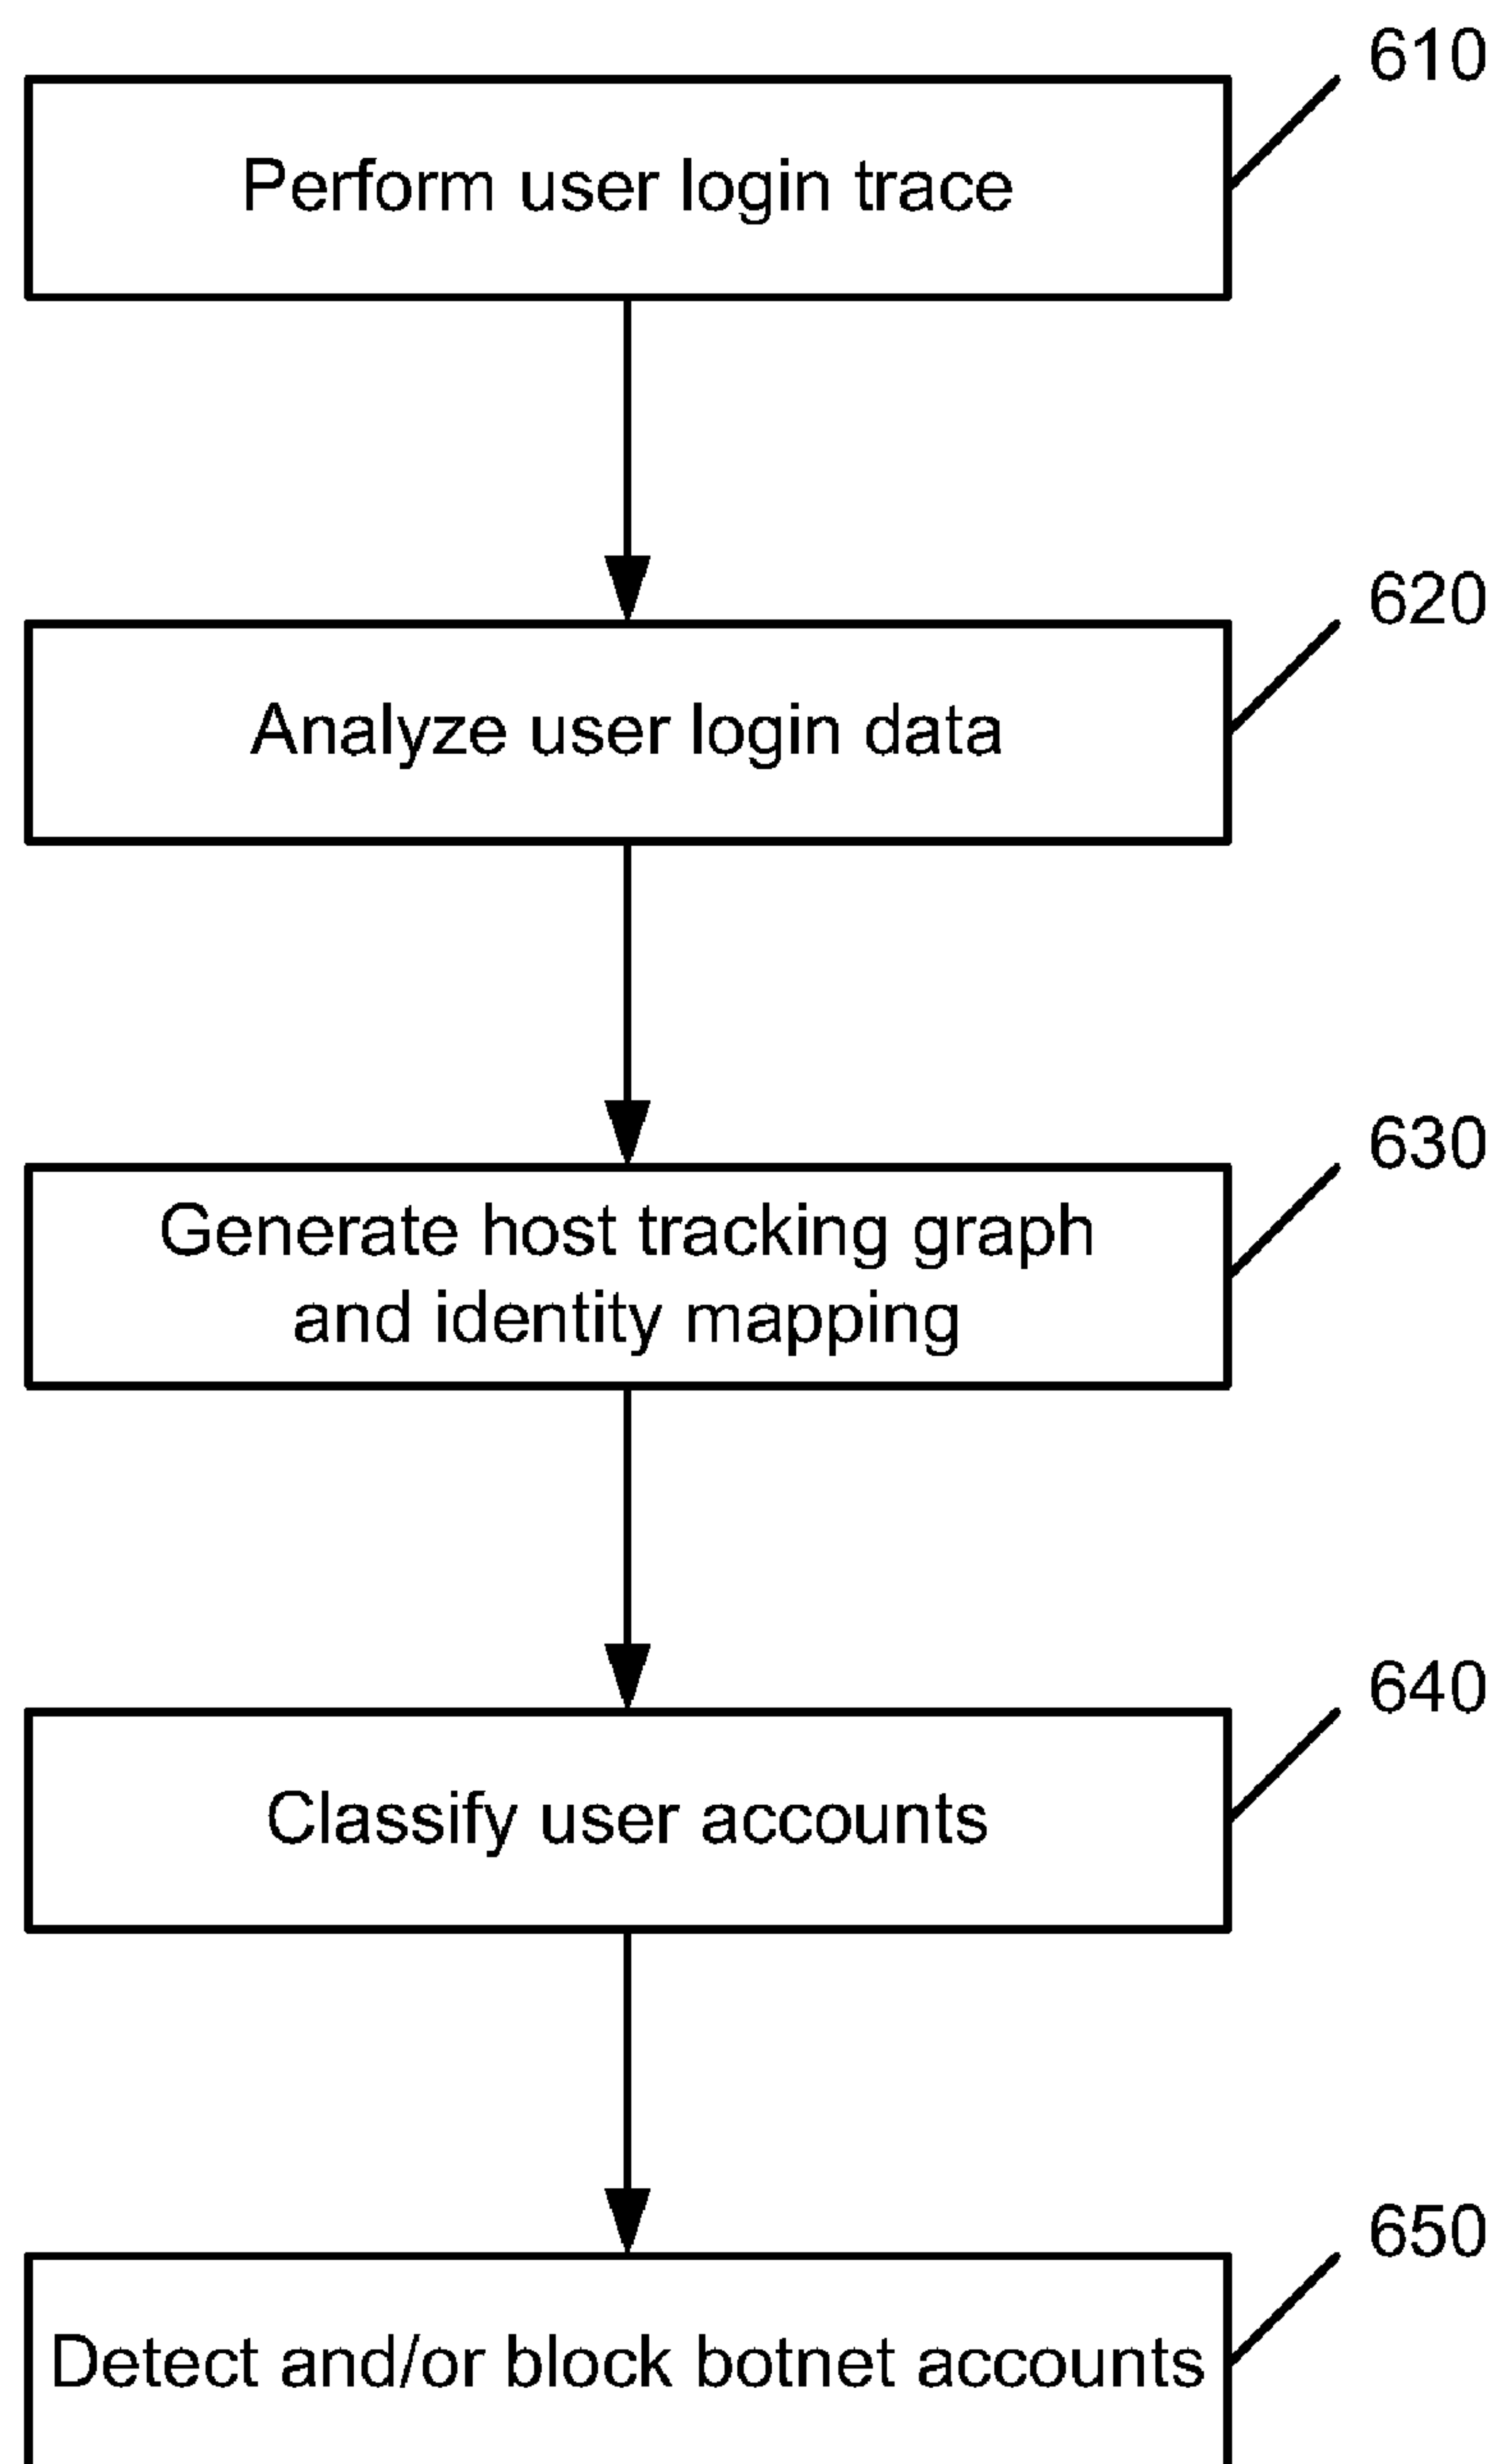 610
Perform user login trace
620
Analyze user login data
630
Generate host tracking graph
and identity mapping
640
Classify user accounts
650
Detect and/or block botnet accounts